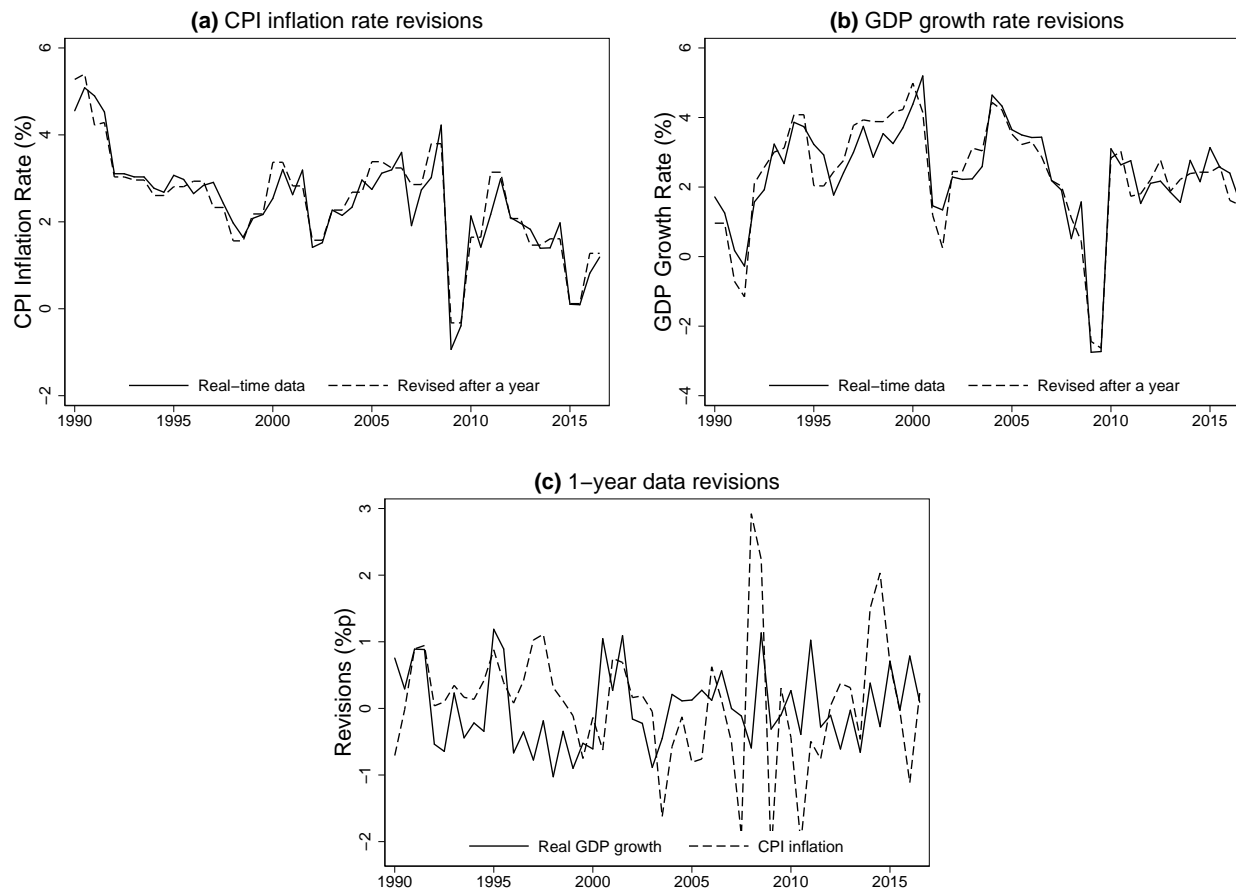 (a) CPI inflation rate revisions
CPI Inflation Rate (%)
6
4
2
0
−2
Real−time data
Revised after a year
1990 1995 2000 2005 2010 2015
(b) GDP growth rate revisions
GDP Growth Rate (%)
6
4
2
0
−2
−4
Real−time data
Revised after a year
1990 1995 2000 2005 2010 2015
(c) 1−year data revisions
Revisions (%p)
3
2
1
0
−1
−2
Real GDP growth
CPI inflation
1990 1995 2000 2005 2010 2015